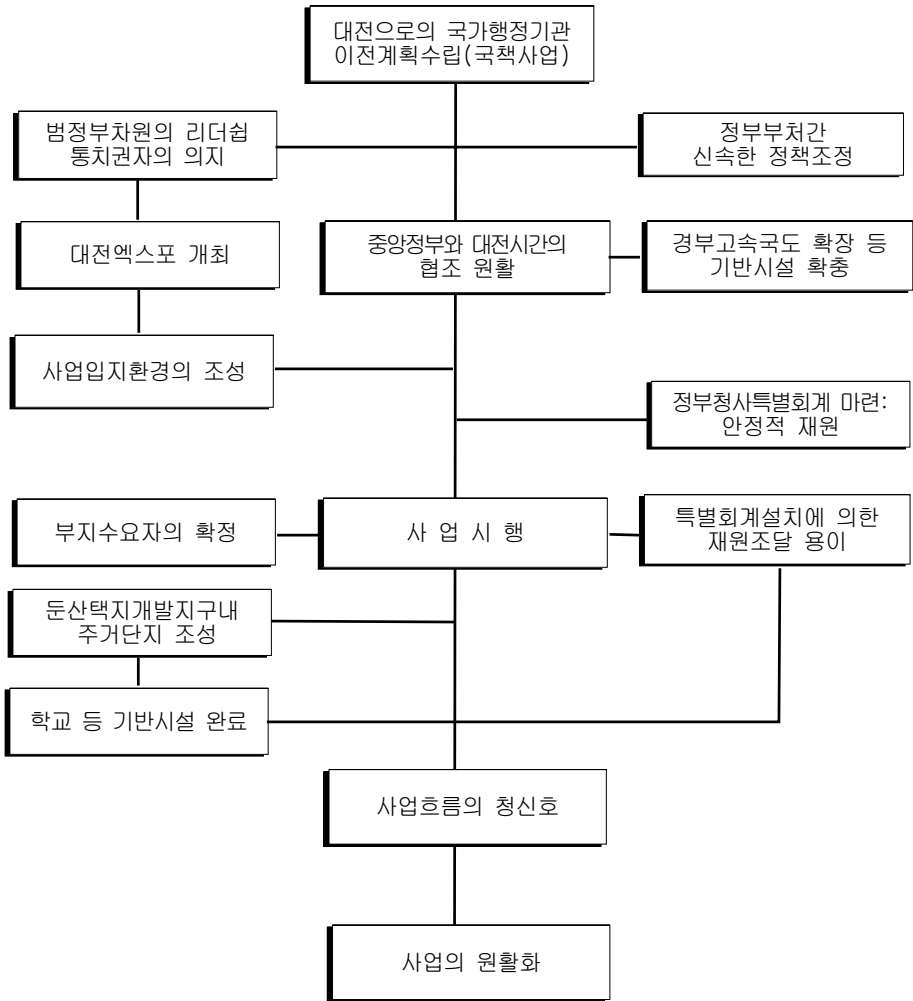 대전으로의 국가행정기관
이전계획수립(국책사업)
범정부차원의 리더쉽
통치권자의 의지
정부부처간
신속한 정책조정
대전엑스포 개최
중앙정부와 대전시간의
협조 원활
경부고속국도 확장 등
기반시설 확충
사업입지환경의 조성
정부청사특별회계 마련:
안정적 재원
부지수요자의 확정
사 업 시 행
특별회계설치에 의한
재원조달 용이
둔산택지개발지구내
주거단지 조성
학교 등 기반시설 완료
사업흐름의 청신호
사업의 원활화